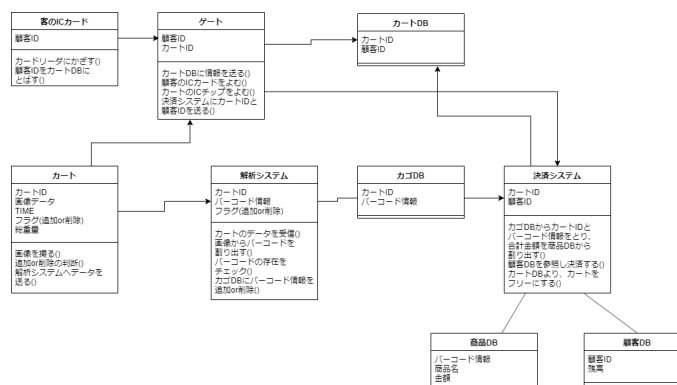 客のICカード
顧客ID
カードリーダにかざす()
顧客IDをカートDBに
とばす()
ゲート
顧客ID
カートID
カートDBに情報を送る()
顧客のICカードをよむ()
カートのICチップをよむ()
決済システムにカートIDと
顧客IDを送る()
カートDB
カートID
顧客ID
カート
カートID
画像データ
TIME
フラグ(追加or削除)
総重量
画像を撮る()
追加or削除の判断()
解析システムへデータを
送る()
解析システム
カートID
バーコード情報
フラグ(追加or削除)
カートのデータを受信()
画像からバーコードを
割り出す()
バーコードの存在を
チェック()
カゴDBにバーコード情報を
追加or削除()
カゴDB
カートID
バーコード情報
決済システム
カートID
顧客ID
カゴDBからカートIDと
バーコード情報をとり、
合計金額を商品DBから
割り出す()
顧客DBを参照し決済する()
カートDBより、カートを
フリーにする()
商品DB
バーコード情報
商品名
金額
顧客DB
顧客ID
残高